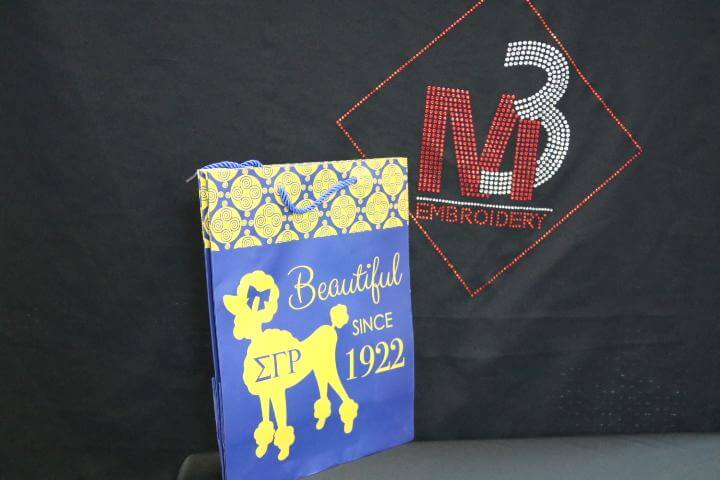 M3
EMBROIDERY
Beautiful
SINCE
1922
ΣΓΡ